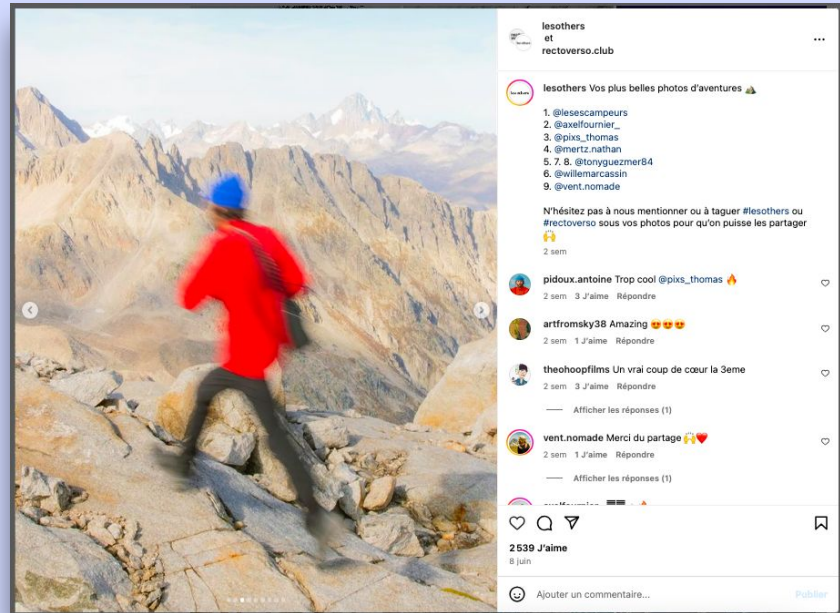 lesothers
et
rectoverso.club
lesothers Vos plus belles photos d'aventures ⛰️
1. @lesescampeurs
2. @axelfournier_
3. @pixs_thomas
4. @mertz.nathan
5. 7. 8. @tonyguezmer84
6. @willemarcassin
9. @vent.nomade
N'hésitez pas à nous mentionner ou à taguer #lesothers ou
#rectoverso sous vos photos pour qu'on puisse les partager
🙌
2 sem
pidoux.antoine Trop cool @pixs_thomas 🔥
2 sem 3 J'aime Répondre
artfromsky38 Amazing 😍😍😍
2 sem 1 J'aime Répondre
theohoopfilms Un vrai coup de cœur la 3eme
2 sem 3 J'aime Répondre
Afficher les réponses (1)
vent.nomade Merci du partage 🙌❤️
2 sem 1 J'aime Répondre
Afficher les réponses (1)
2 539 J'aime
8 juin
Ajouter un commentaire...
Publier